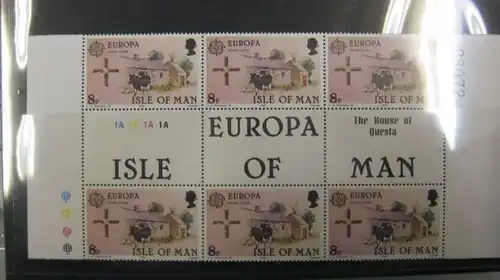 EUROPA EUROPA EUROPA
8P ISLE OF MAN 8P ISLE OF MAN 8P ISLE OF MAN
1A 1A 1A 1A
EUROPA
The House of
Questa
ISLE OF MAN
EUROPA EUROPA EUROPA
8P ISLE OF MAN 8P ISLE OF MAN 8P ISLE OF MAN